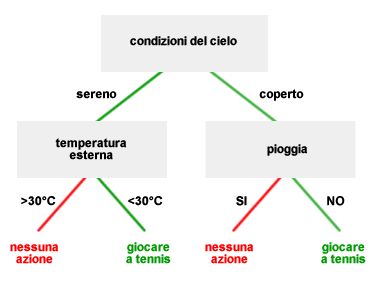 condizioni del cielo
sereno
coperto
temperatura
esterna
pioggia
>30°C
<30°C
SI
NO
nessuna
azione
giocare
a tennis
nessuna
azione
giocare
a tennis